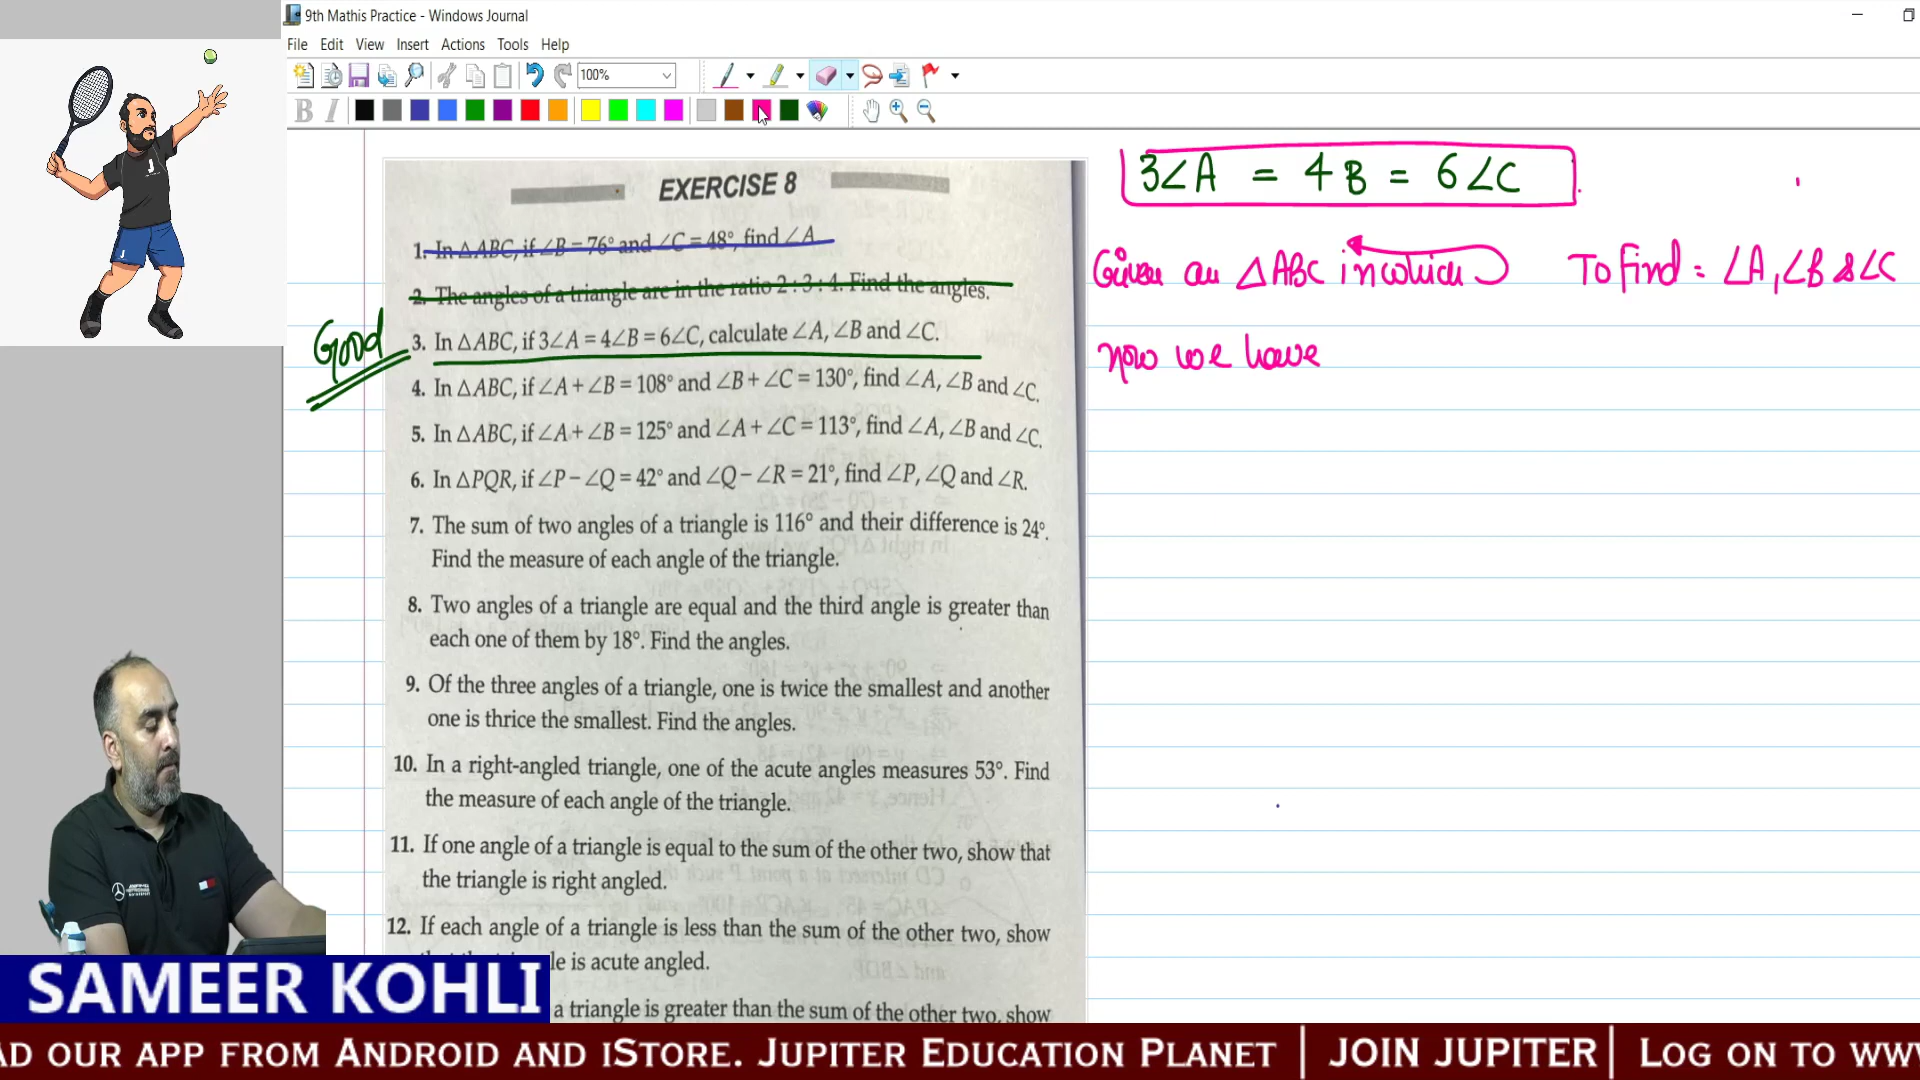 9th Mathis Practice - Windows Journal
File Edit View Insert Actions Tools Help
100%
B I
EXERCISE 8
1. In △ABC, if ∠B = 76° and ∠C = 48°, find ∠A
2. The angles of a triangle are in the ratio 2 : 3 : 4. Find the angles.
Good
3. In △ABC, if 3∠A = 4∠B = 6∠C, calculate ∠A, ∠B and ∠C.
4. In △ABC, if ∠A + ∠B = 108° and ∠B + ∠C = 130°, find ∠A, ∠B and ∠C.
5. In △ABC, if ∠A + ∠B = 125° and ∠A + ∠C = 113°, find ∠A, ∠B and ∠C.
6. In △PQR, if ∠P − ∠Q = 42° and ∠Q − ∠R = 21°, find ∠P, ∠Q and ∠R.
7. The sum of two angles of a triangle is 116° and their difference is 24°.
Find the measure of each angle of the triangle.
8. Two angles of a triangle are equal and the third angle is greater than
each one of them by 18°. Find the angles.
9. Of the three angles of a triangle, one is twice the smallest and another
one is thrice the smallest. Find the angles.
10. In a right-angled triangle, one of the acute angles measures 53°. Find
the measure of each angle of the triangle.
11. If one angle of a triangle is equal to the sum of the other two, show that
the triangle is right angled.
12. If each angle of a triangle is less than the sum of the other two, show
le is acute angled.
a triangle is greater than the sum of the other two, show
3∠A = 4B = 6∠C
Given an △ABC in which To Find : ∠A, ∠B & ∠C
now we have
J
J
SAMEER KOHLI
AD OUR APP FROM ANDROID AND ISTORE. JUPITER EDUCATION PLANET | JOIN JUPITER | LOG ON TO WW